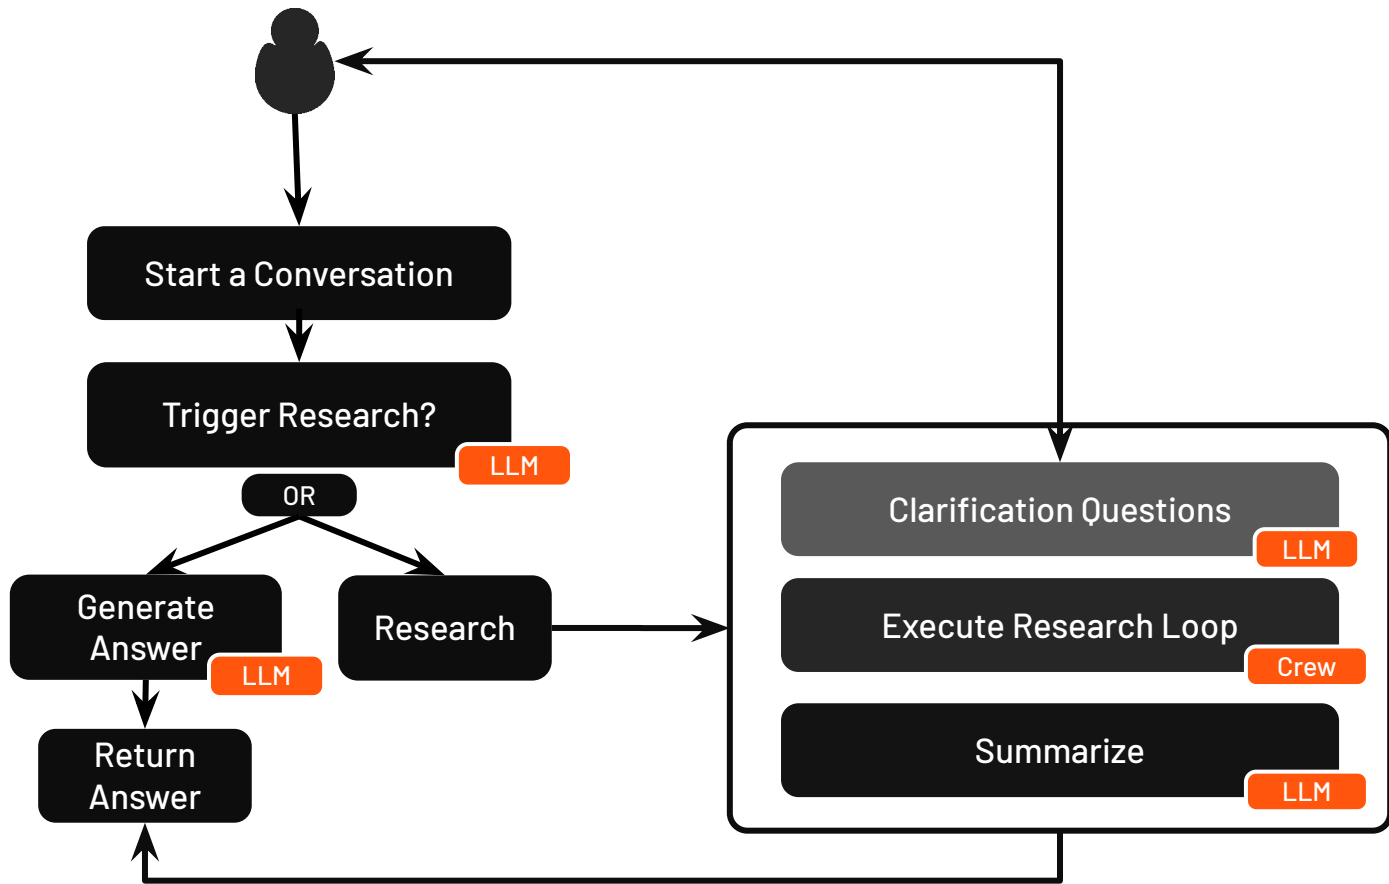 Start a Conversation
Trigger Research?
LLM
OR
Generate
Answer
LLM
Research
Return
Answer
Clarification Questions
LLM
Execute Research Loop
Crew
Summarize
LLM